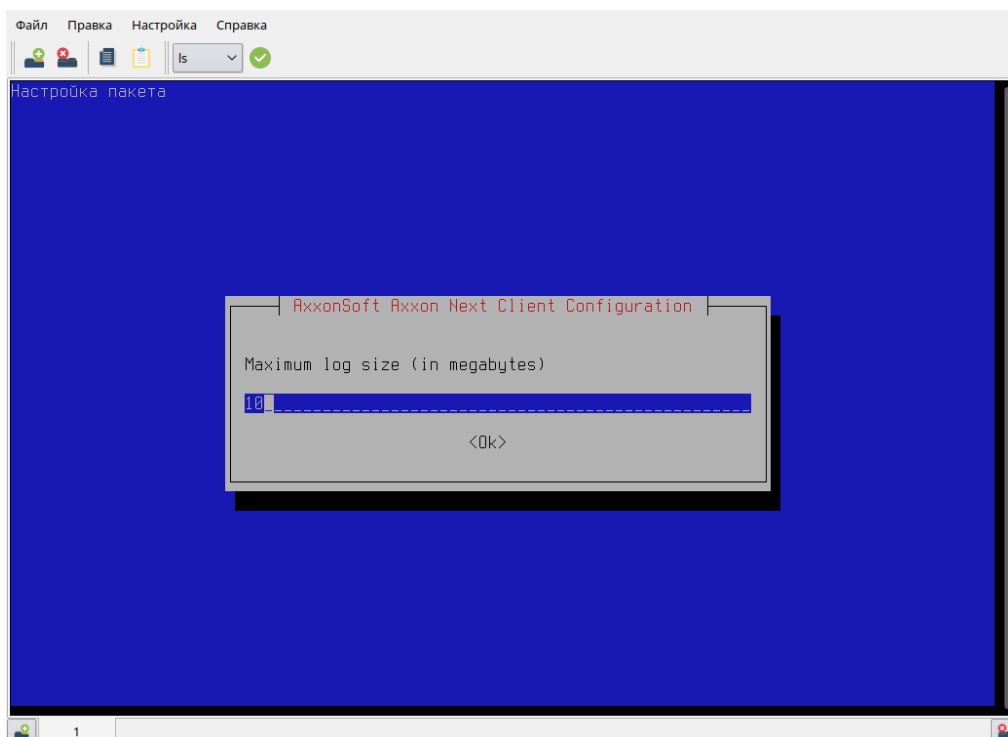 Файл Правка Настройка Справка
ls
Настройка пакета
AxxonSoft Axxon Next Client Configuration
Maximum log size (in megabytes)
10
<Ok>
1